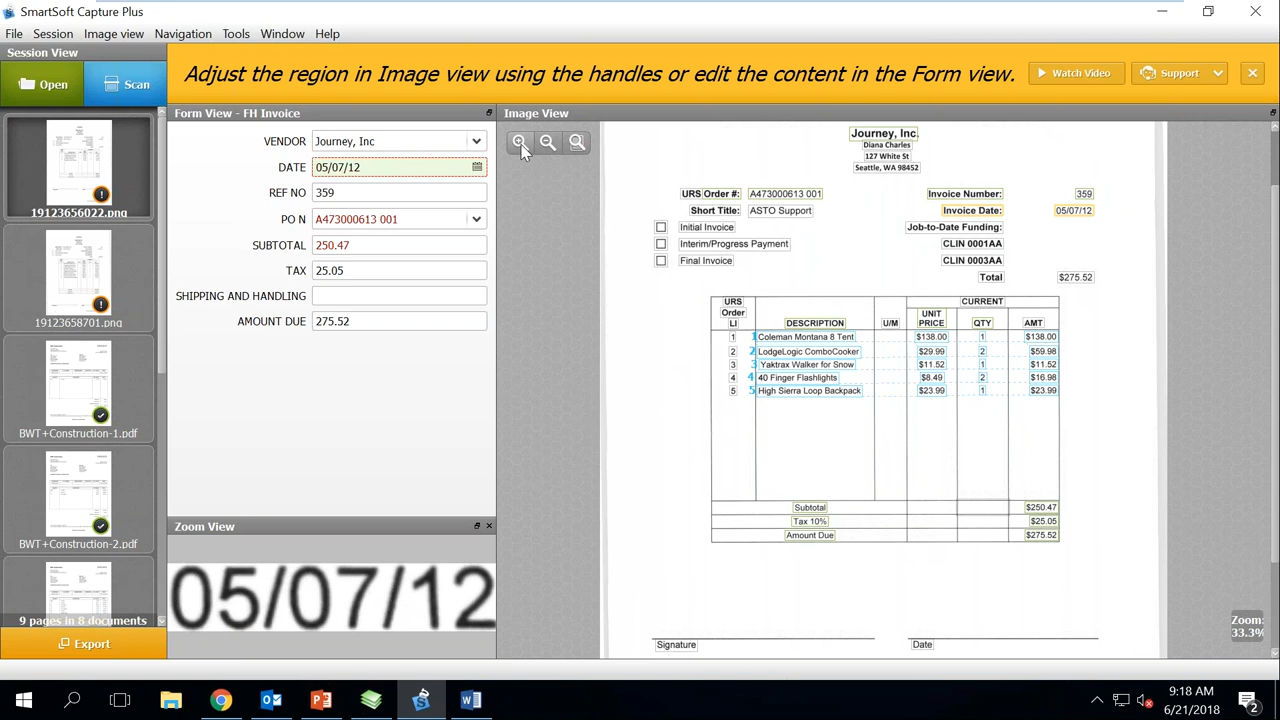 SmartSoft Capture Plus
File Session Image view Navigation Tools Window Help
Session View
Adjust the region in Image view using the handles or edit the content in the Form view.
Watch Video
Support
Open
Scan
Form View - FH Invoice
Image View
19123656022.png
19123658701.png
BWT+Construction-1.pdf
BWT+Construction-2.pdf
9 pages in 8 documents
Export
VENDOR Journey, Inc
DATE 05/07/12
REF NO 359
PO N A473000613 001
SUBTOTAL 250.47
TAX 25.05
SHIPPING AND HANDLING
AMOUNT DUE 275.52
Zoom View
05/07/12
Journey, Inc.
Diana Charles
127 White St
Seattle, WA 98452
URS Order #: A473000613 001 Invoice Number: 359
Short Title: ASTO Support Invoice Date: 05/07/12
Initial Invoice Job-to-Date Funding:
Interim/Progress Payment CLIN 0001AA
Final Invoice CLIN 0003AA
Total $275.52
URS Order LI DESCRIPTION U/M CURRENT UNIT PRICE QTY AMT
1 1 Coleman Montana 8 Tent $138.00 1 $138.00
2 2 LodgeLogic ComboCooker $29.99 2 $59.98
3 3 Yaktrax Walker for Snow $11.52 1 $11.52
4 4 40 Finger Flashlights $8.49 2 $16.98
5 5 High Sierra Loop Backpack $23.99 1 $23.99
Subtotal $250.47
Tax 10% $25.05
Amount Due $275.52
Signature Date
Zoom:
33.3%
9:18 AM
6/21/2018
2